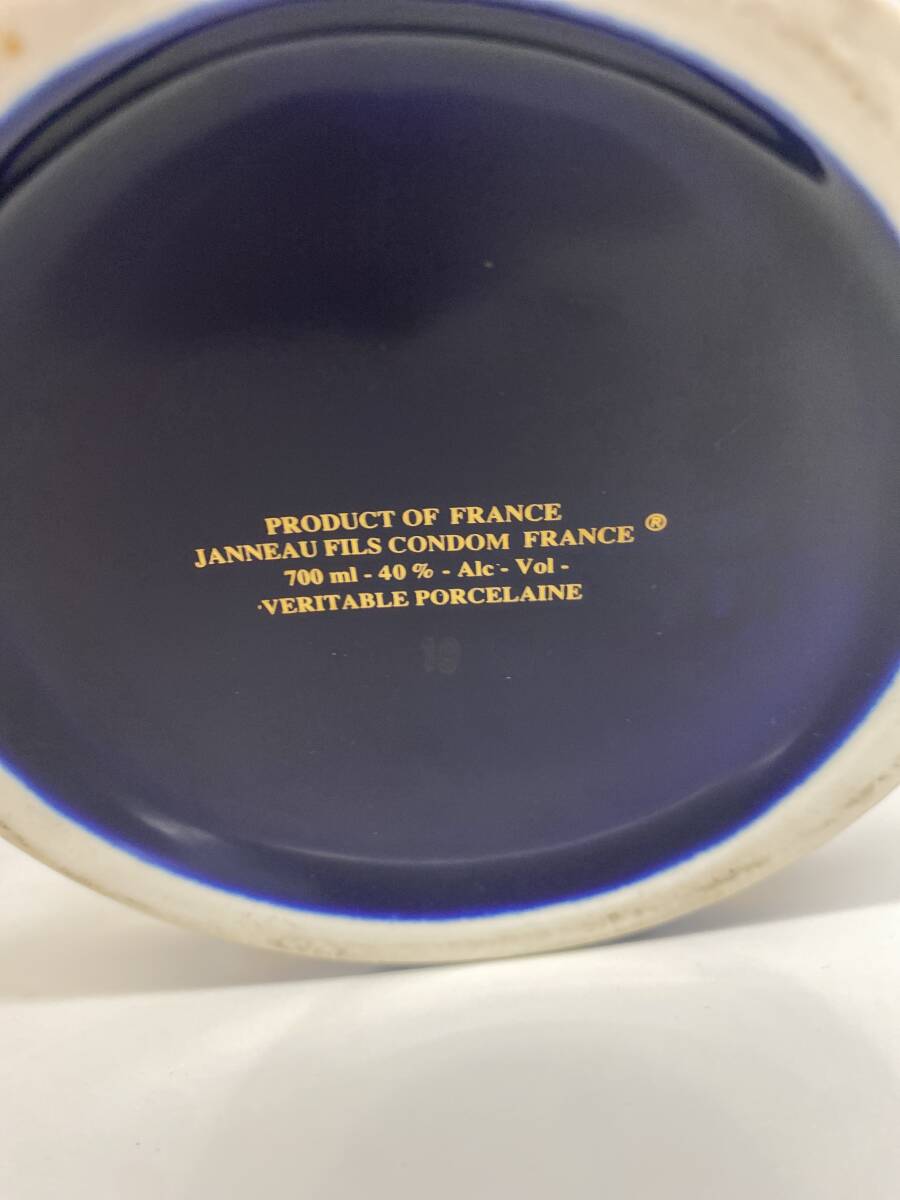 PRODUCT OF FRANCE
JANNEAU FILS CONDOM FRANCE ®
700 ml - 40 % - Alc - Vol -
VERITABLE PORCELAINE